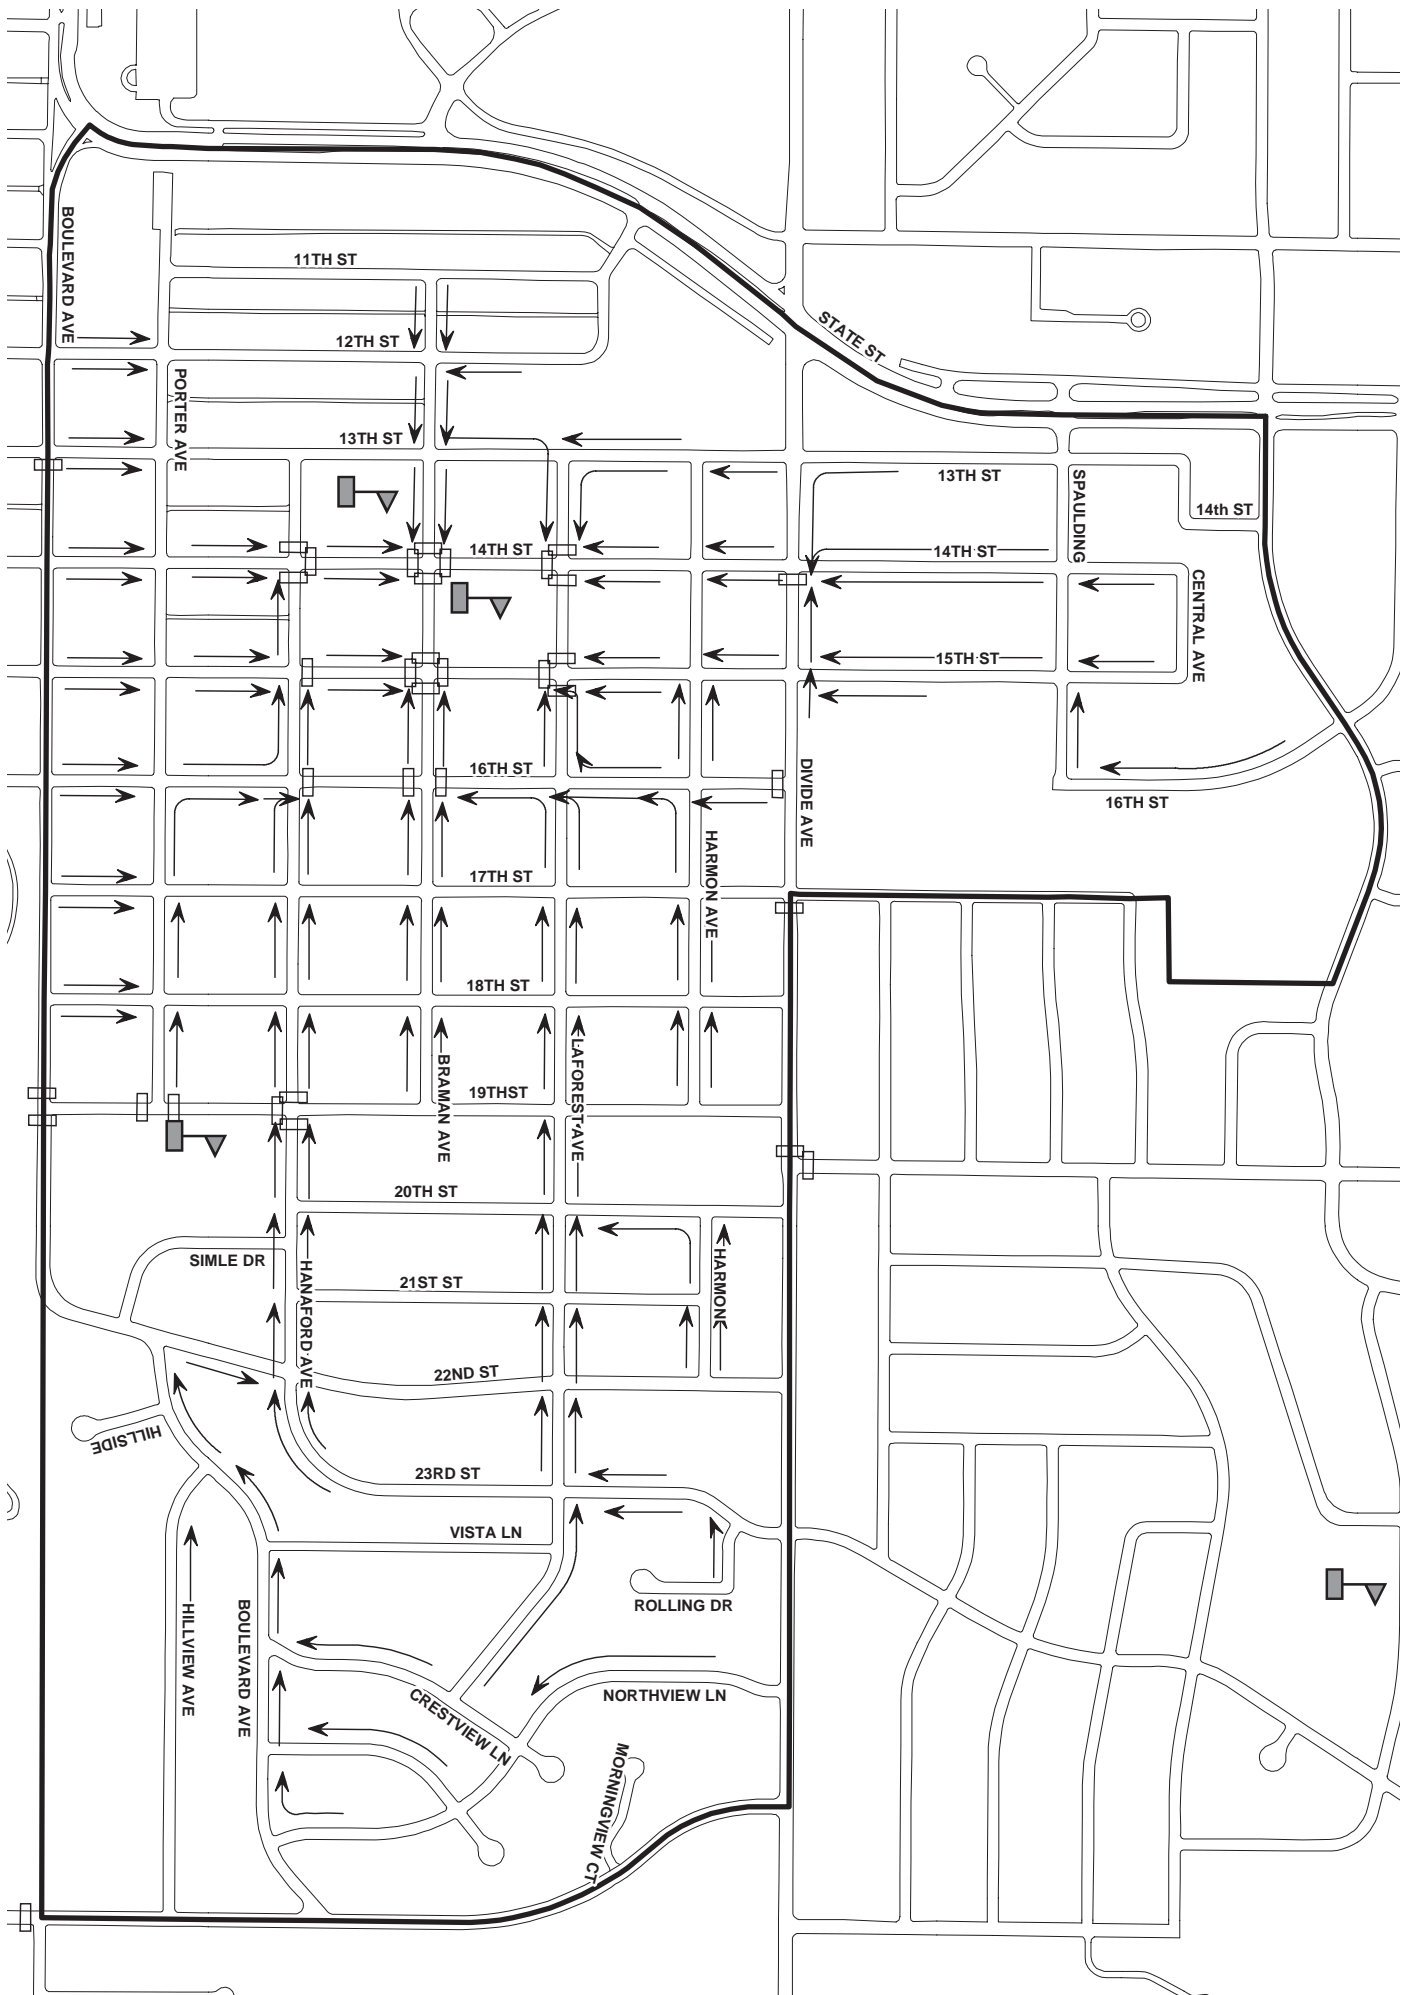 BOULEVARD AVE
11TH ST
12TH ST
STATE ST
PORTER AVE
13TH ST
13TH ST
SPAULDING
14th ST
14TH ST
14TH ST
CENTRAL AVE
15TH ST
16TH ST
DIVIDE AVE
16TH ST
HARMON AVE
17TH ST
18TH ST
BRAMAN AVE
LAFOREST AVE
19THST
20TH ST
SIMLE DR
HANAFORD AVE
21ST ST
HARMON
22ND ST
HILLSIDE
23RD ST
VISTA LN
ROLLING DR
HILLVIEW AVE
BOULEVARD AVE
CRESTVIEW LN
NORTHVIEW LN
MORNINGVIEW CT